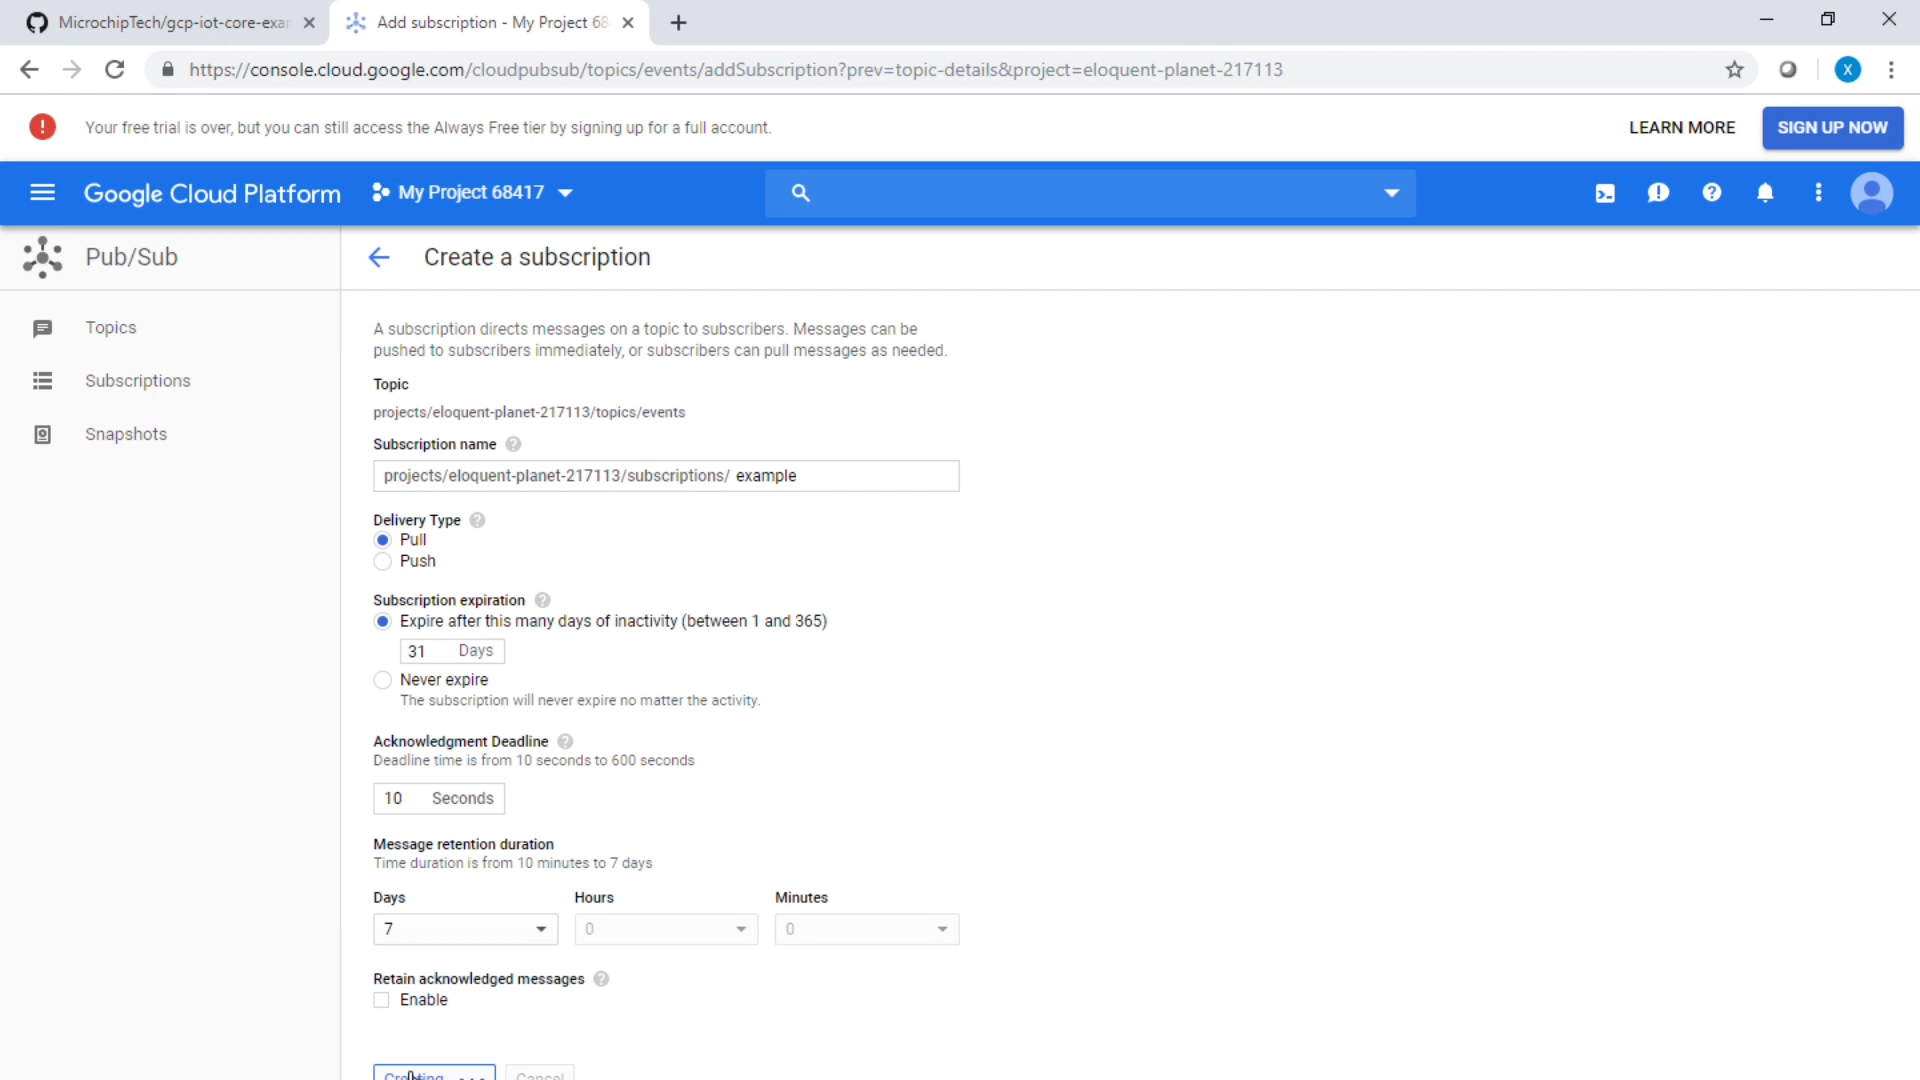 MicrochipTech/gcp-iot-core-exa
Add subscription - My Project 68
https://console.cloud.google.com/cloudpubsub/topics/events/addSubscription?prev=topic-details&project=eloquent-planet-217113
X
Your free trial is over, but you can still access the Always Free tier by signing up for a full account.
LEARN MORE
SIGN UP NOW
Google Cloud Platform
My Project 68417
Pub/Sub
Create a subscription
Topics
Subscriptions
Snapshots
A subscription directs messages on a topic to subscribers. Messages can be
pushed to subscribers immediately, or subscribers can pull messages as needed.
Topic
projects/eloquent-planet-217113/topics/events
Subscription name
projects/eloquent-planet-217113/subscriptions/ example
Delivery Type
Pull
Push
Subscription expiration
Expire after this many days of inactivity (between 1 and 365)
31 Days
Never expire
The subscription will never expire no matter the activity.
Acknowledgment Deadline
Deadline time is from 10 seconds to 600 seconds
10 Seconds
Message retention duration
Time duration is from 10 minutes to 7 days
Days Hours Minutes
7 0 0
Retain acknowledged messages
Enable
Creating ... Cancel